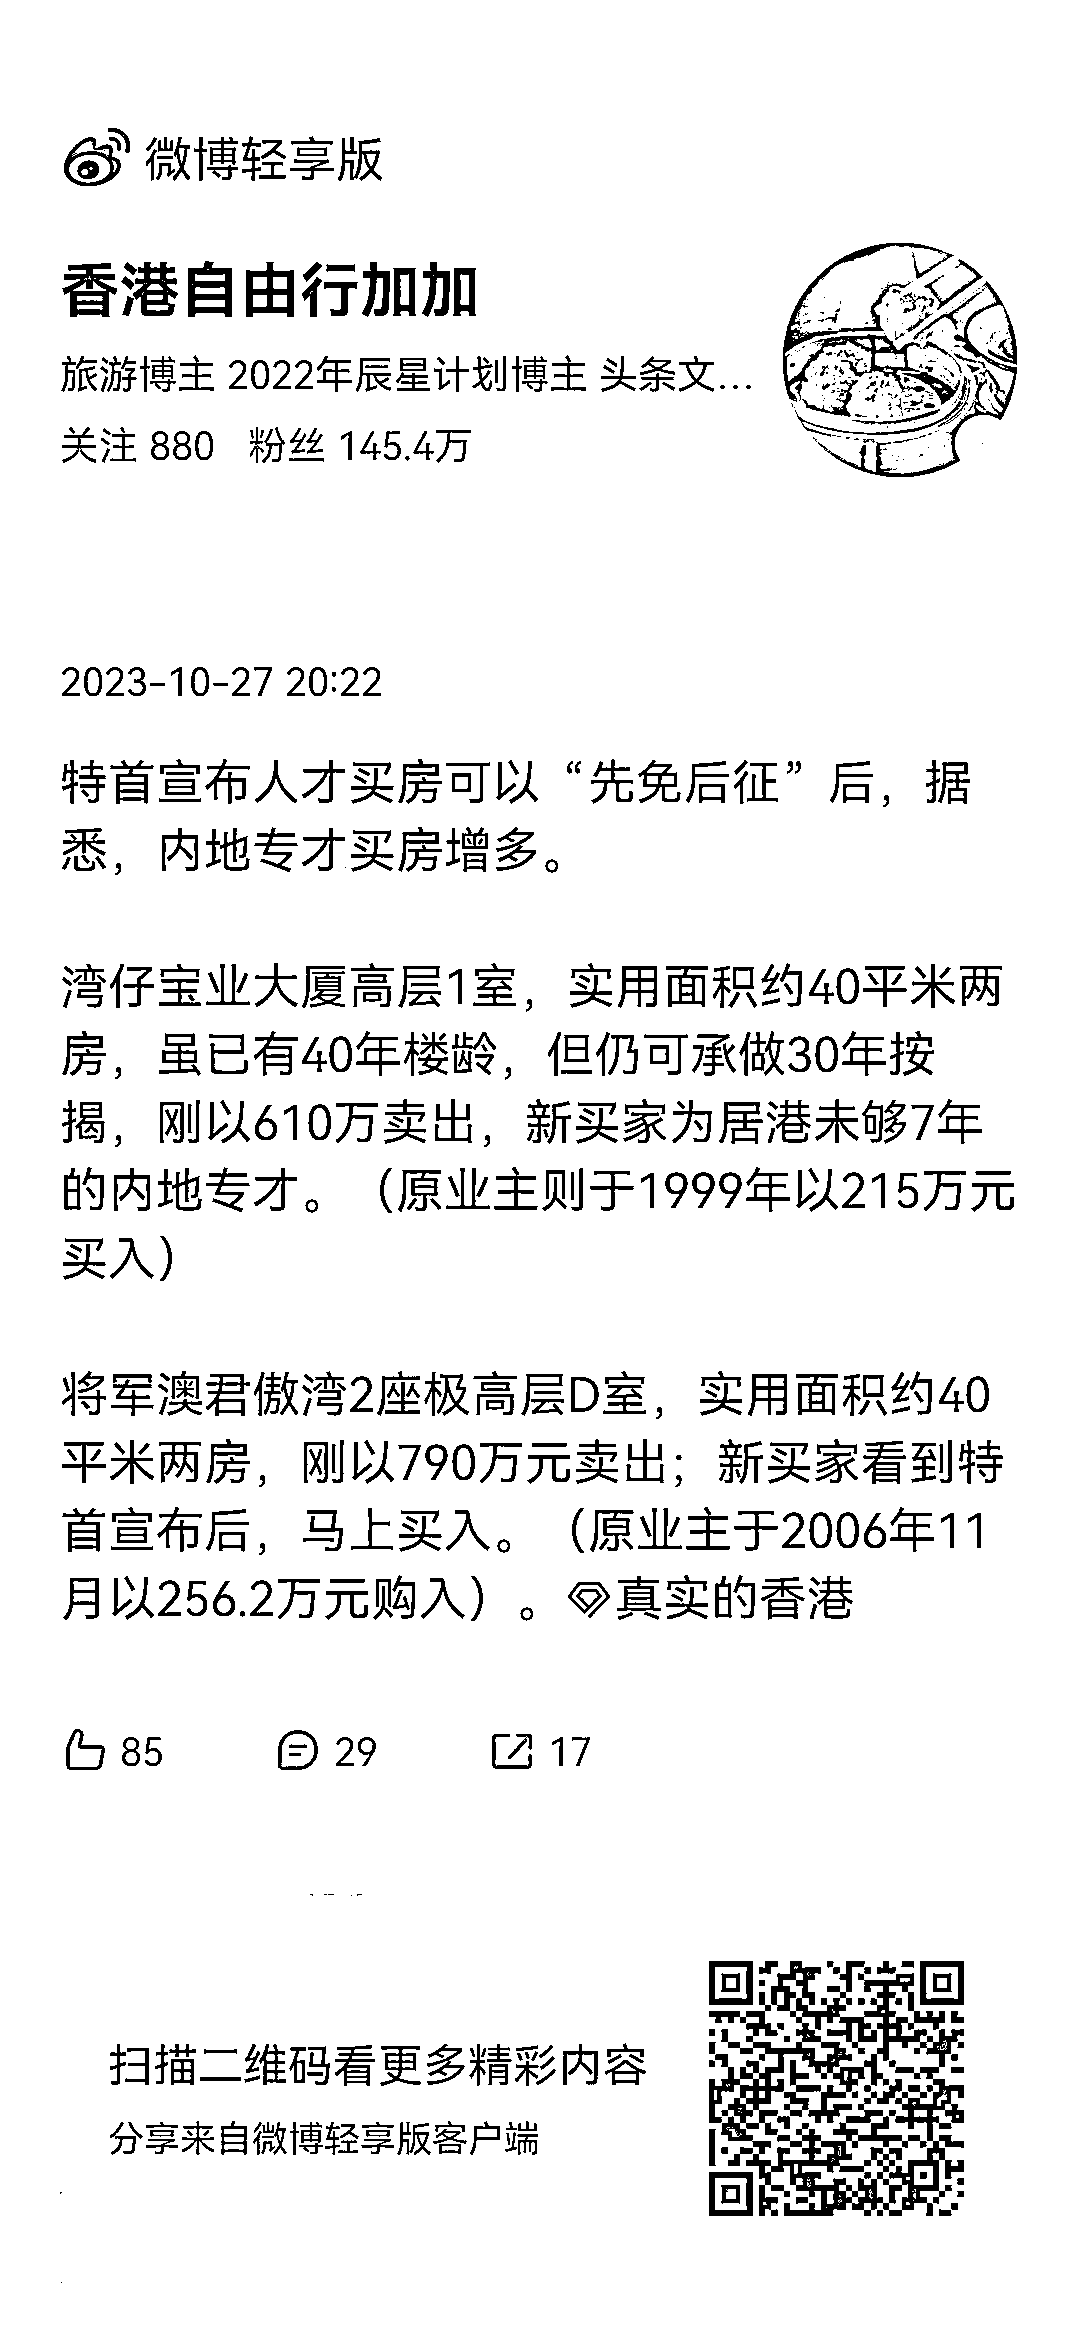 微博轻享版
香港自由行加加
旅游博主 2022年辰星计划博主 头条文...
关注 880 粉丝 145.4万
2023-10-27 20:22
特首宣布人才买房可以“先免后征”后，据
悉，内地专才买房增多。
湾仔宝业大厦高层1室，实用面积约40平米两
房，虽已有40年楼龄，但仍可承做30年按
揭，刚以610万卖出，新买家为居港未够7年
的内地专才。（原业主则于1999年以215万元
买入）
将军澳君傲湾2座极高层D室，实用面积约40
平米两房，刚以790万元卖出；新买家看到特
首宣布后，马上买入。（原业主于2006年11
月以256.2万元购入）。真实的香港
85 29 17
扫描二维码看更多精彩内容
分享来自微博轻享版客户端